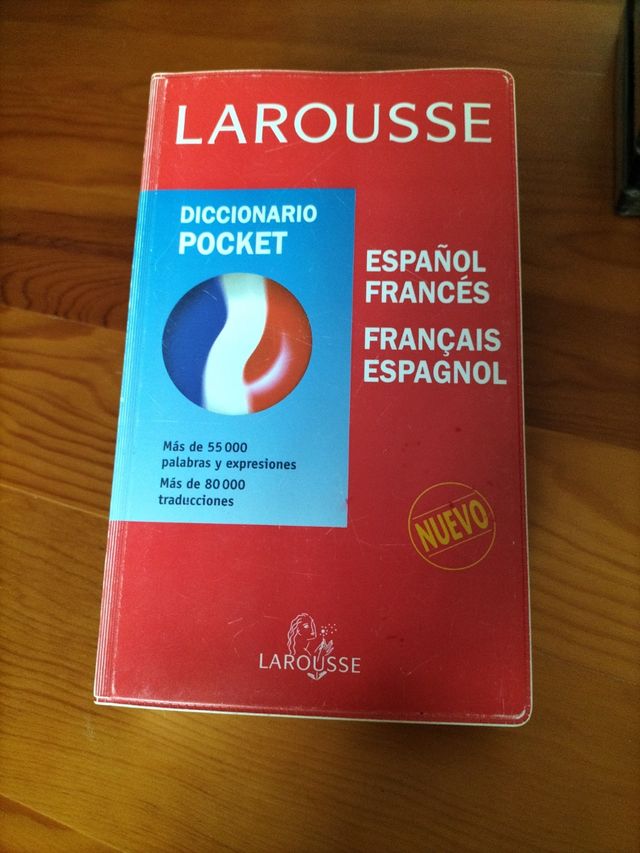 LAROUSSE
DICCIONARIO
POCKET
ESPAÑOL
FRANCÉS
FRANÇAIS
ESPAGNOL
Más de 55 000
palabras y expresiones
Más de 80 000
traducciones
NUEVO
LAROUSSE